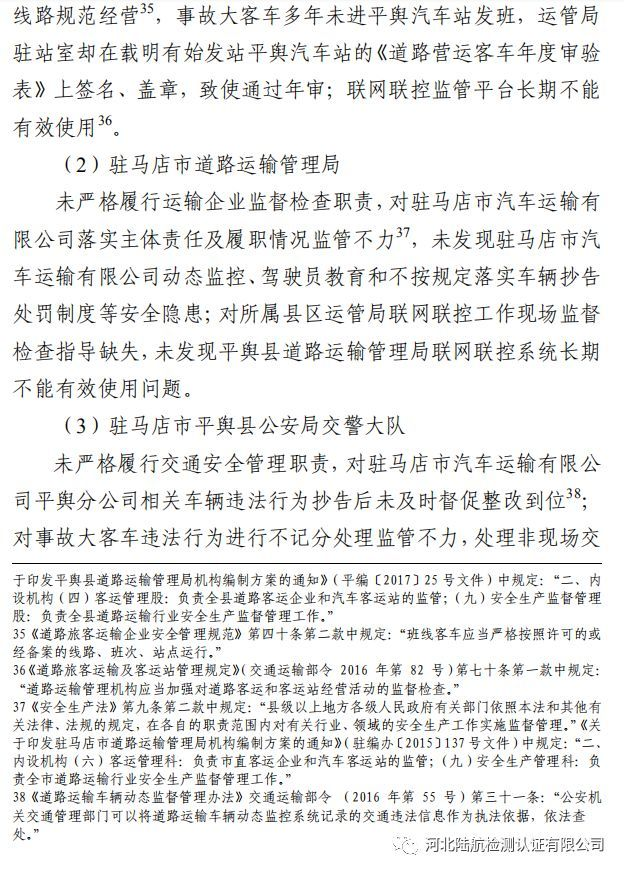 线路规范经营35，事故大客车多年未进平舆汽车站发班，运管局
驻站室却在载明有始发站平舆汽车站的《道路营运客车年度审验
表》上签名、盖章，致使通过年审；联网联控监管平台长期不能
有效使用36。
（2）驻马店市道路运输管理局
未严格履行运输企业监督检查职责，对驻马店市汽车运输有
限公司落实主体责任及履职情况监管不力37，未发现驻马店市汽
车运输有限公司动态监控、驾驶员教育和不按规定落实车辆抄告
处罚制度等安全隐患；对所属县区运管局联网联控工作现场监督
检查指导缺失，未发现平舆县道路运输管理局联网联控系统长期
不能有效使用问题。
（3）驻马店市平舆县公安局交警大队
未严格履行交通安全管理职责，对驻马店市汽车运输有限公
司平舆分公司相关车辆违法行为抄告后未及时督促整改到位38；
对事故大客车违法行为进行不记分处理监管不力，处理非现场交
于印发平舆县道路运输管理局机构编制方案的通知》（平编〔2017〕25 号文件）中规定：“二、内
设机构（四）客运管理股：负责全县道路客运企业和汽车客运站的监管；（九）安全生产监督管理
股：负责全县道路运输行业安全生产监督管理工作。”
35《道路旅客运输企业安全管理规范》第四十条第二款中规定：“班线客车应当严格按照许可的或
经备案的线路、班次、站点运行。”
36《道路旅客运输及客运站管理规定》（交通运输部令 2016 年第 82 号）第七十条第一款中规定：
“道路运输管理机构应当加强对道路客运和客运站经营活动的监督检查。”
37《安全生产法》第九条第二款中规定：“县级以上地方各级人民政府有关部门依照本法和其他有
关法律、法规的规定，在各自的职责范围内对有关行业、领域的安全生产工作实施监督管理。”《关
于印发驻马店市道路运输管理局机构编制方案的通知》（驻编办〔2015〕137 号文件）中规定：“二、
内设机构（六）客运管理科：负责市直客运企业和汽车客运站的监管；（九）安全生产管理科：负
责全市道路运输行业安全生产监督管理工作。”
38《道路运输车辆动态监督管理办法》交通运输部令 （2016 年第 55 号）第三十一条：“公安机
关交通管理部门可以将道路运输车辆动态监控系统记录的交通违法信息作为执法依据，依法查
处。”
河北陆航检测认证有限公司